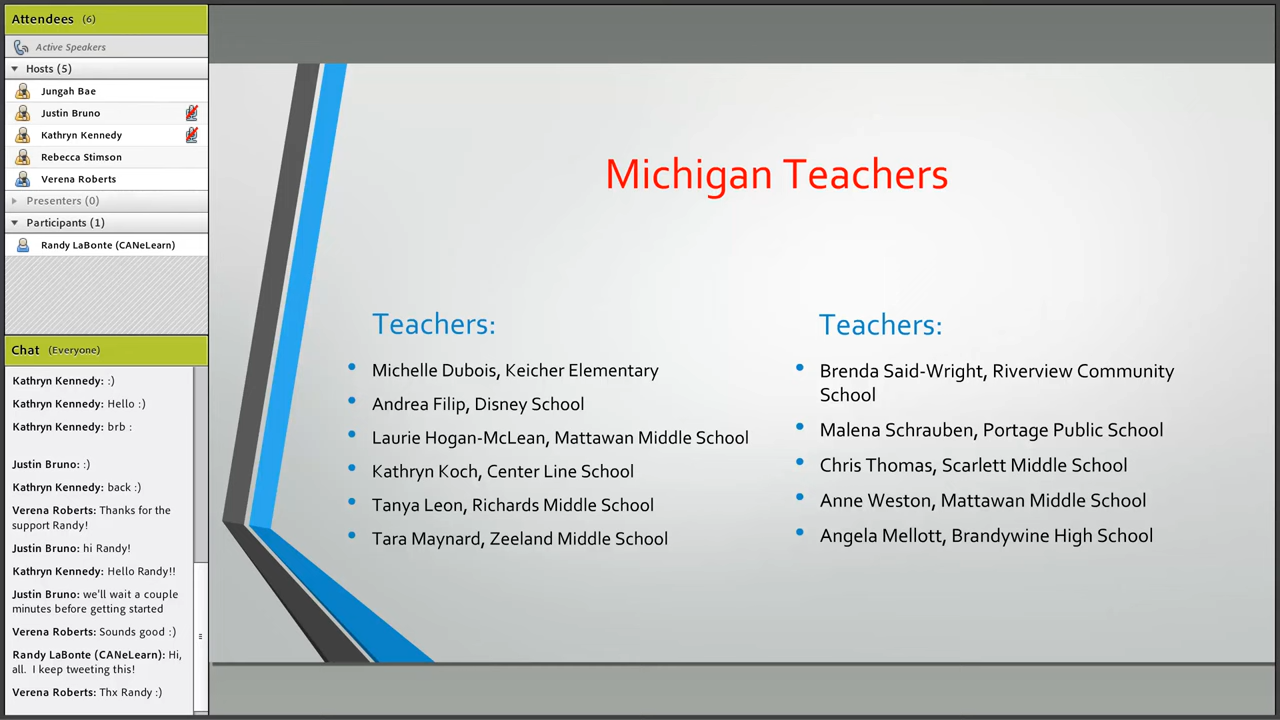 Attendees (6)
Active Speakers
Hosts (5)
Jungah Bae
Justin Bruno
Kathryn Kennedy
Rebecca Stimson
Verena Roberts
Presenters (0)
Participants (1)
Randy LaBonte (CANeLearn)
Chat (Everyone)
Kathryn Kennedy: :)
Kathryn Kennedy: Hello :)
Kathryn Kennedy: brb :
Justin Bruno: :)
Kathryn Kennedy: back :)
Verena Roberts: Thanks for the
support Randy!
Justin Bruno: hi Randy!
Kathryn Kennedy: Hello Randy!!
Justin Bruno: we'll wait a couple
minutes before getting started
Verena Roberts: Sounds good :)
Randy LaBonte (CANeLearn): Hi,
all. I keep tweeting this!
Verena Roberts: Thx Randy :)
Michigan Teachers
Teachers:
• Michelle Dubois, Keicher Elementary
• Andrea Filip, Disney School
• Laurie Hogan-McLean, Mattawan Middle School
• Kathryn Koch, Center Line School
• Tanya Leon, Richards Middle School
• Tara Maynard, Zeeland Middle School
Teachers:
• Brenda Said-Wright, Riverview Community
School
• Malena Schrauben, Portage Public School
• Chris Thomas, Scarlett Middle School
• Anne Weston, Mattawan Middle School
• Angela Mellott, Brandywine High School